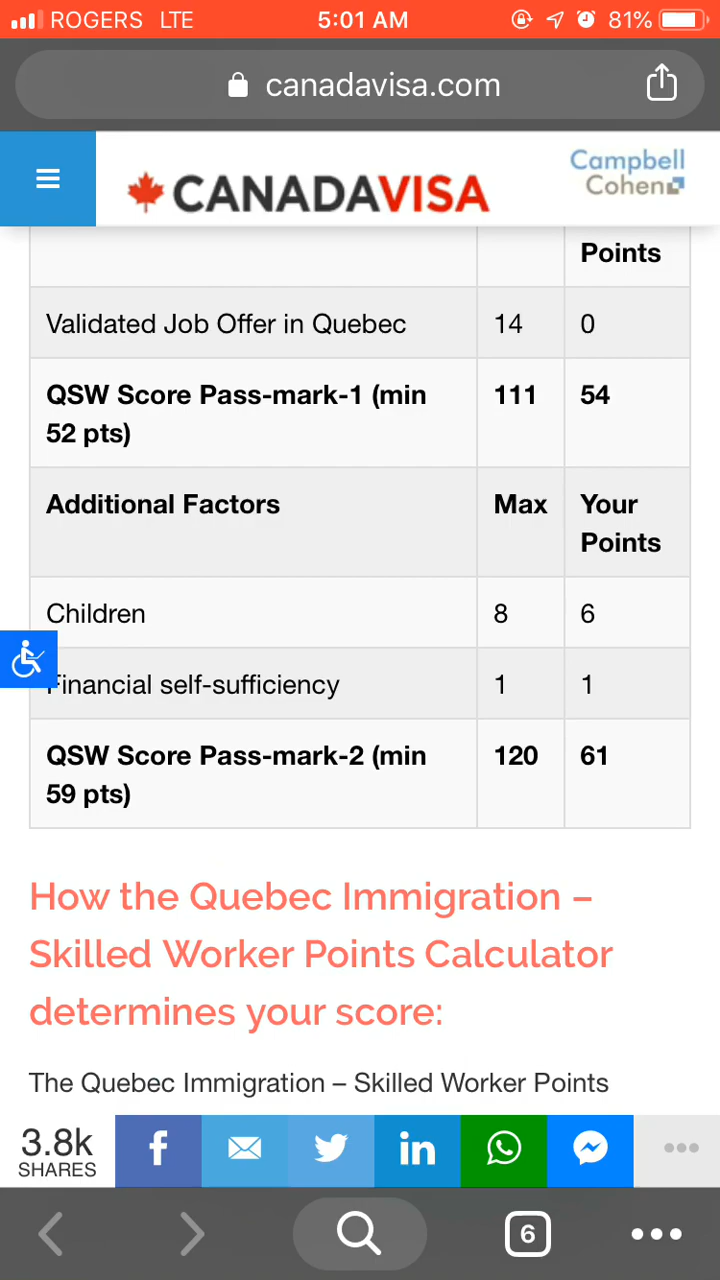 ROGERS LTE 5:01 AM 81%
canadavisa.com
CANADAVISA
Campbell
Cohen
Points
Validated Job Offer in Quebec 14 0
QSW Score Pass-mark-1 (min 111 54
52 pts)
Additional Factors Max Your
Points
Children 8 6
Financial self-sufficiency 1 1
QSW Score Pass-mark-2 (min 120 61
59 pts)
How the Quebec Immigration –
Skilled Worker Points Calculator
determines your score:
The Quebec Immigration – Skilled Worker Points
3.8k
SHARES
f in
6